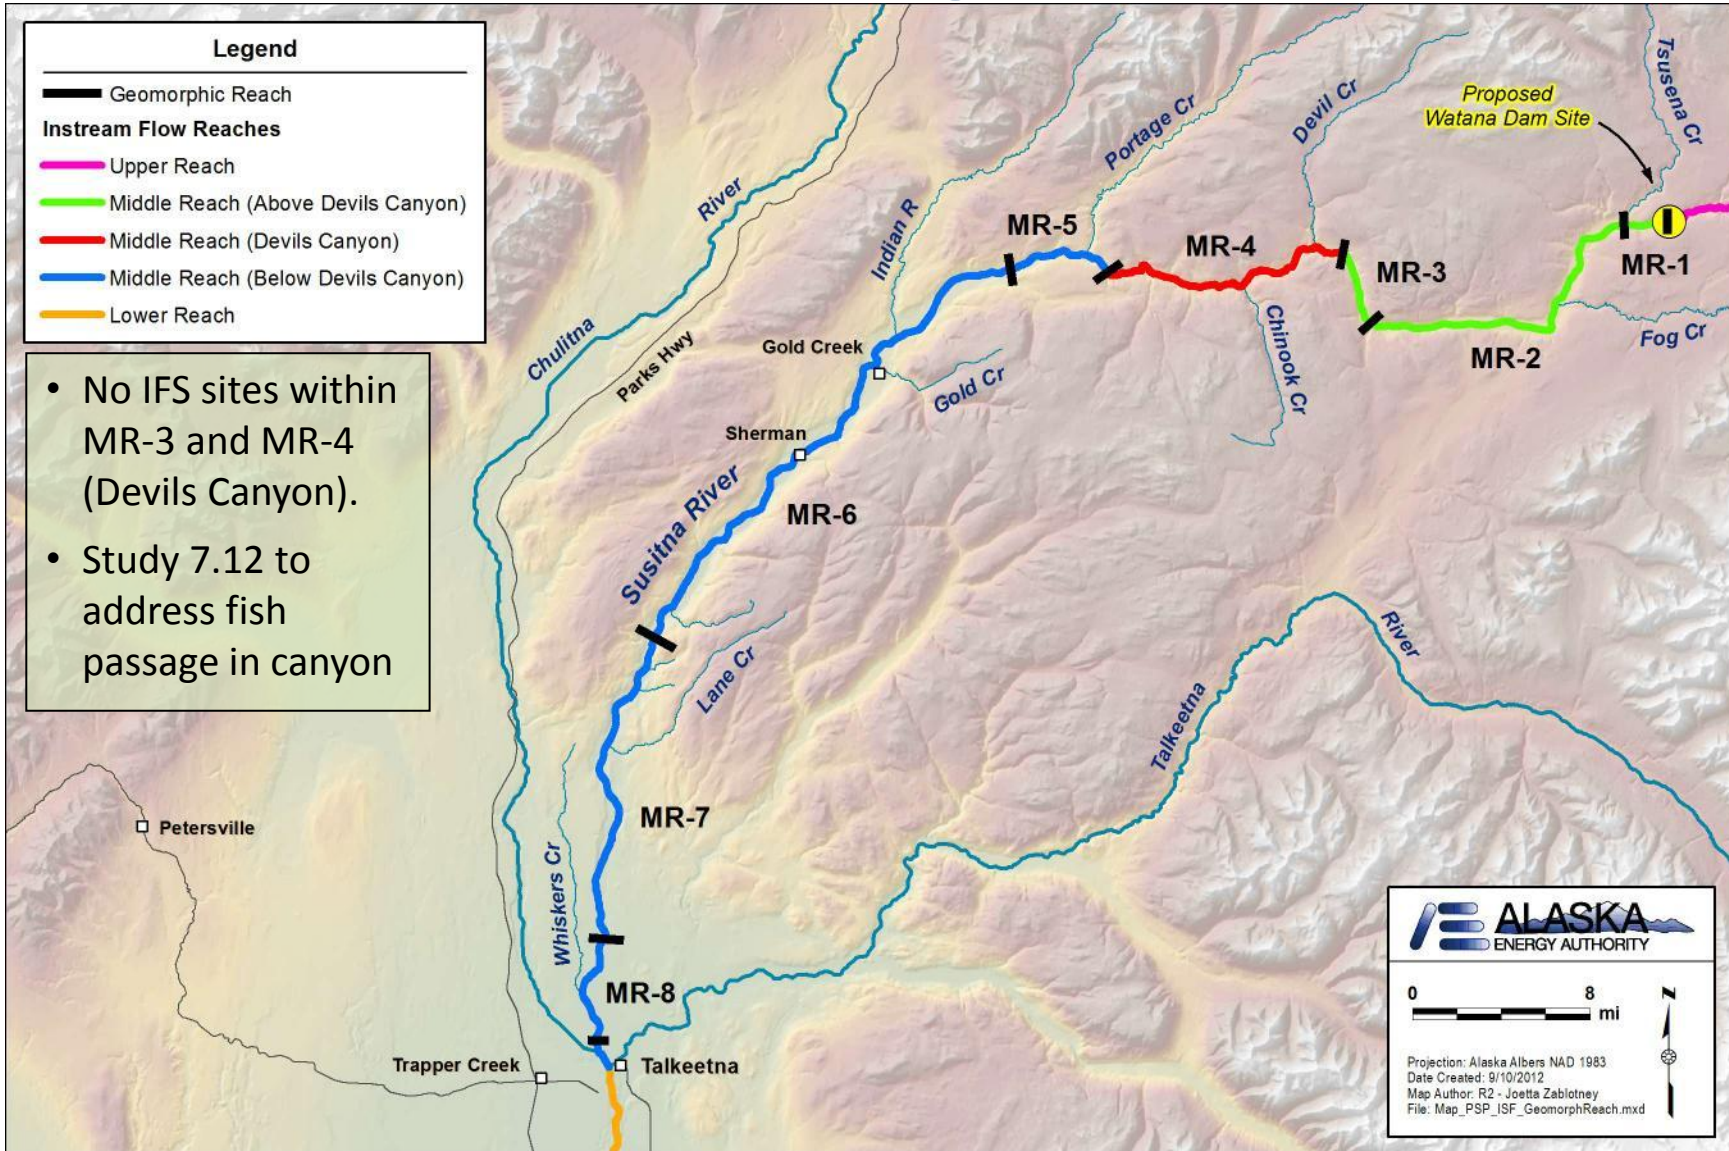 Legend
Geomorphic Reach
Instream Flow Reaches
Upper Reach
Middle Reach (Above Devils Canyon)
Middle Reach (Devils Canyon)
Middle Reach (Below Devils Canyon)
Lower Reach
• No IFS sites within
MR-3 and MR-4
(Devils Canyon).
• Study 7.12 to
address fish
passage in canyon
Tsusena Cr
Proposed
Watana Dam Site
Devil Cr
Portage Cr
Indian R
Chulitna
River
Parks Hwy
MR-5
MR-4
MR-3
MR-1
MR-2
Fog Cr
Chinook Cr
Gold Creek
Gold Cr
Sherman
Susitna River
MR-6
Lane Cr
Talkeetna
River
MR-7
Petersville
Whiskers Cr
MR-8
Trapper Creek
Talkeetna
ALASKA
ENERGY AUTHORITY
0 8
mi
N
Projection: Alaska Albers NAD 1983
Date Created: 9/10/2012
Map Author: R2 - Joetta Zablotney
File: Map_PSP_ISF_GeomorphReach.mxd